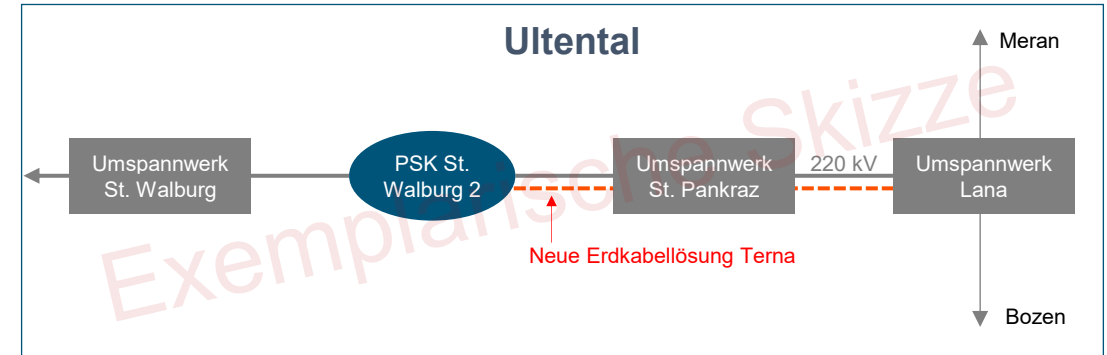 Ultental
Meran
Umspannwerk
St. Walburg
PSK St.
Walburg 2
Umspannwerk
St. Pankraz
220 kV
Umspannwerk
Lana
Neue Erdkabellösung Terna
Bozen
Exemplarische Skizze